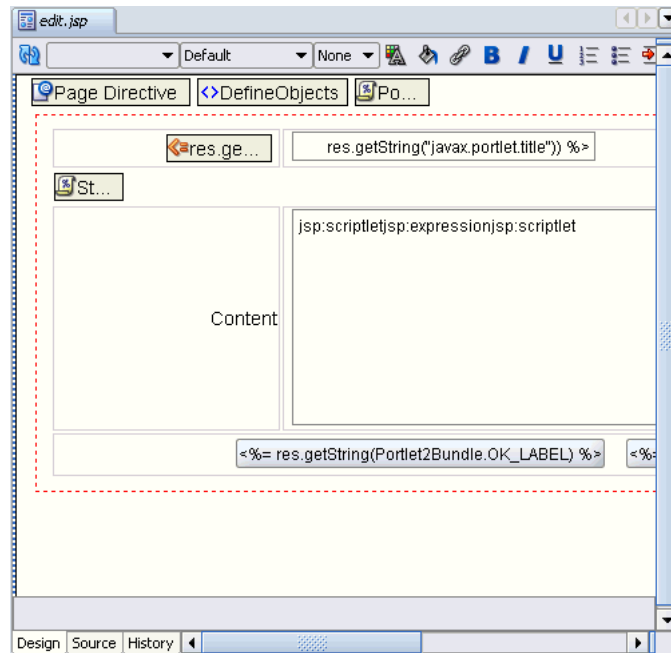 edit.jsp
Default None B I U
Page Directive <>DefineObjects Po...
res.ge... res.getString("javax.portlet.title")) %>
St...
jsp:scriptletjsp:expressionjsp:scriptlet
Content
<%= res.getString(Portlet2Bundle.OK_LABEL) %> <%=
Design Source History